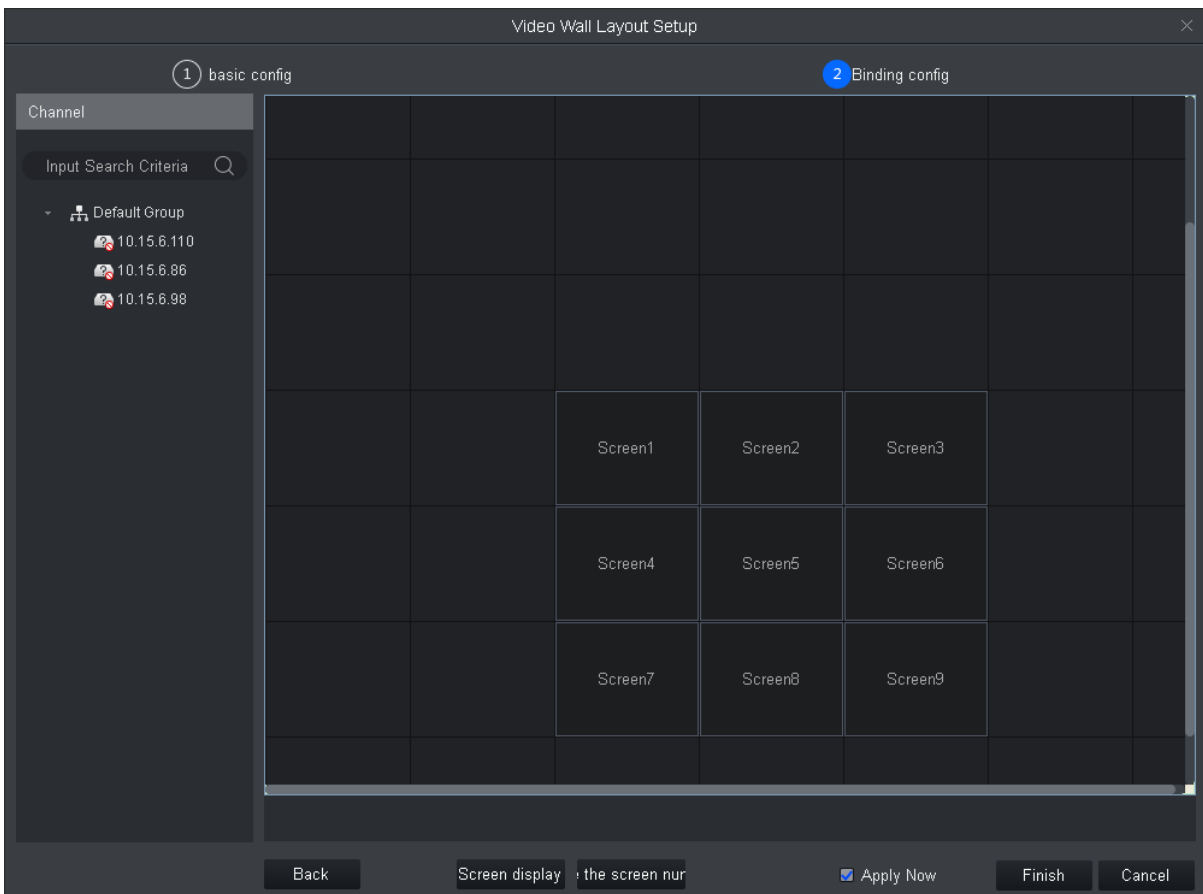 Video Wall Layout Setup
1 basic config
2 Binding config
Channel
Input Search Criteria
Default Group
10.15.6.110
10.15.6.86
10.15.6.98
Screen1 Screen2 Screen3
Screen4 Screen5 Screen6
Screen7 Screen8 Screen9
Back Screen display the screen nur Apply Now Finish Cancel